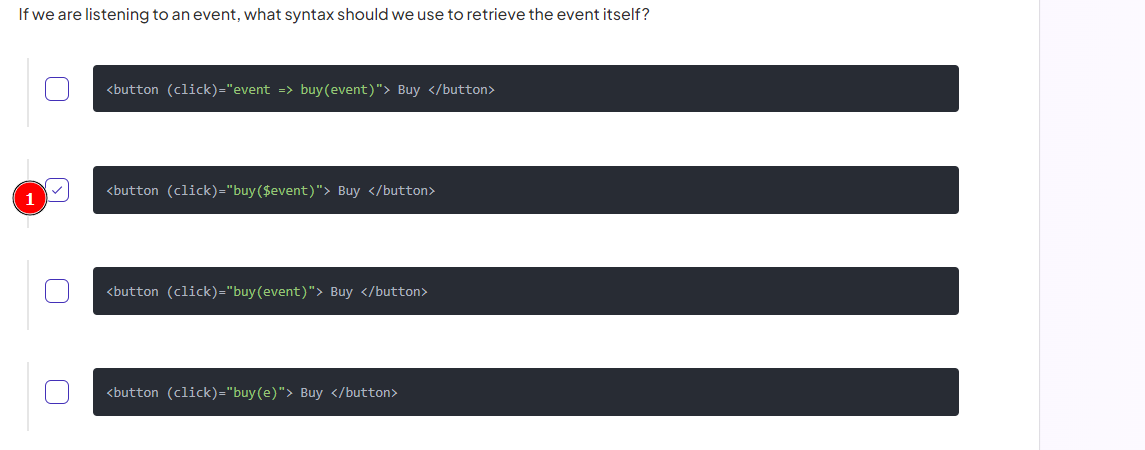 If we are listening to an event, what syntax should we use to retrieve the event itself?
<button (click)="event => buy(event)"> Buy </button>
1
<button (click)="buy($event)"> Buy </button>
<button (click)="buy(event)"> Buy </button>
<button (click)="buy(e)"> Buy </button>